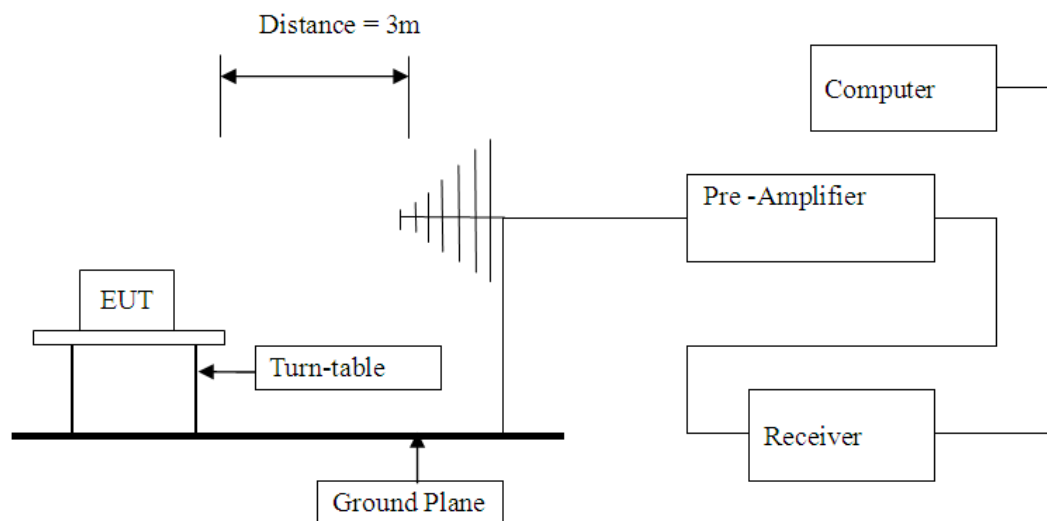 Distance = 3m
Computer
Pre -Amplifier
EUT
Turn-table
Receiver
Ground Plane